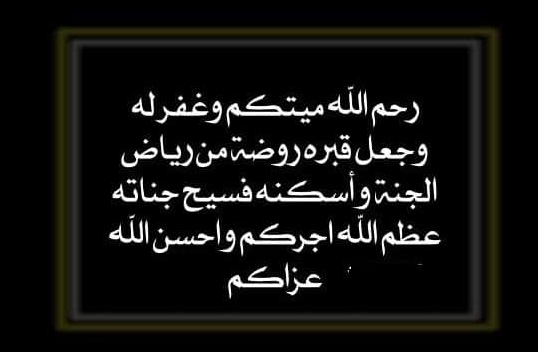 رحم الله ميتكم وغفر له
وجعل قبره روضة من رياض
الجنة وأسكنه فسيح جناته
عظم الله اجركم واحسن الله
عزاكم